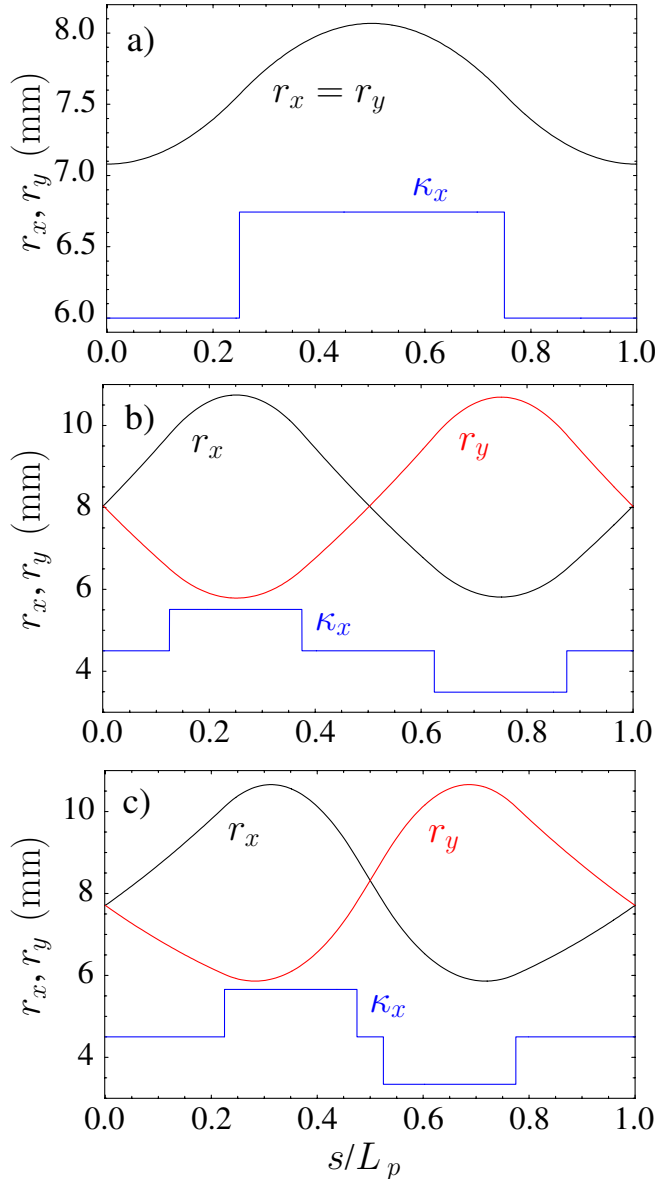 a)
8.0
7.5
7.0
6.5
6.0
r_x, r_y (mm)
r_x = r_y
κ_x
0.0 0.2 0.4 0.6 0.8 1.0
b)
10
8
6
4
r_x, r_y (mm)
r_x
r_y
κ_x
0.0 0.2 0.4 0.6 0.8 1.0
c)
10
8
6
4
r_x, r_y (mm)
r_x
r_y
κ_x
0.0 0.2 0.4 0.6 0.8 1.0
s/L_p